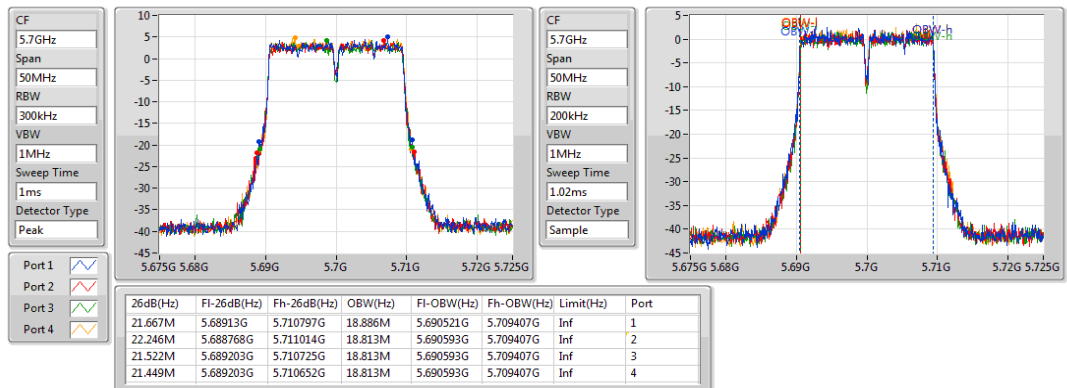 CF
5.7GHz
Span
50MHz
RBW
300kHz
VBW
1MHz
Sweep Time
1ms
Detector Type
Peak
10
5
0
-5
-10
-15
-20
-25
-30
-35
-40
-45
5.675G 5.68G 5.69G 5.7G 5.71G 5.72G 5.725G
CF
5.7GHz
Span
50MHz
RBW
200kHz
VBW
1MHz
Sweep Time
1.02ms
Detector Type
Sample
5
0
-5
-10
-15
-20
-25
-30
-35
-40
-45
OBW-l
OBW-h
5.675G 5.68G 5.69G 5.7G 5.71G 5.72G 5.725G
Port 1
Port 2
Port 3
Port 4
26dB(Hz) Fl-26dB(Hz) Fh-26dB(Hz) OBW(Hz) Fl-OBW(Hz) Fh-OBW(Hz) Limit(Hz) Port
21.667M 5.68913G 5.710797G 18.886M 5.690521G 5.709407G Inf 1
22.246M 5.688768G 5.711014G 18.813M 5.690593G 5.709407G Inf 2
21.522M 5.689203G 5.710725G 18.813M 5.690593G 5.709407G Inf 3
21.449M 5.689203G 5.710652G 18.813M 5.690593G 5.709407G Inf 4